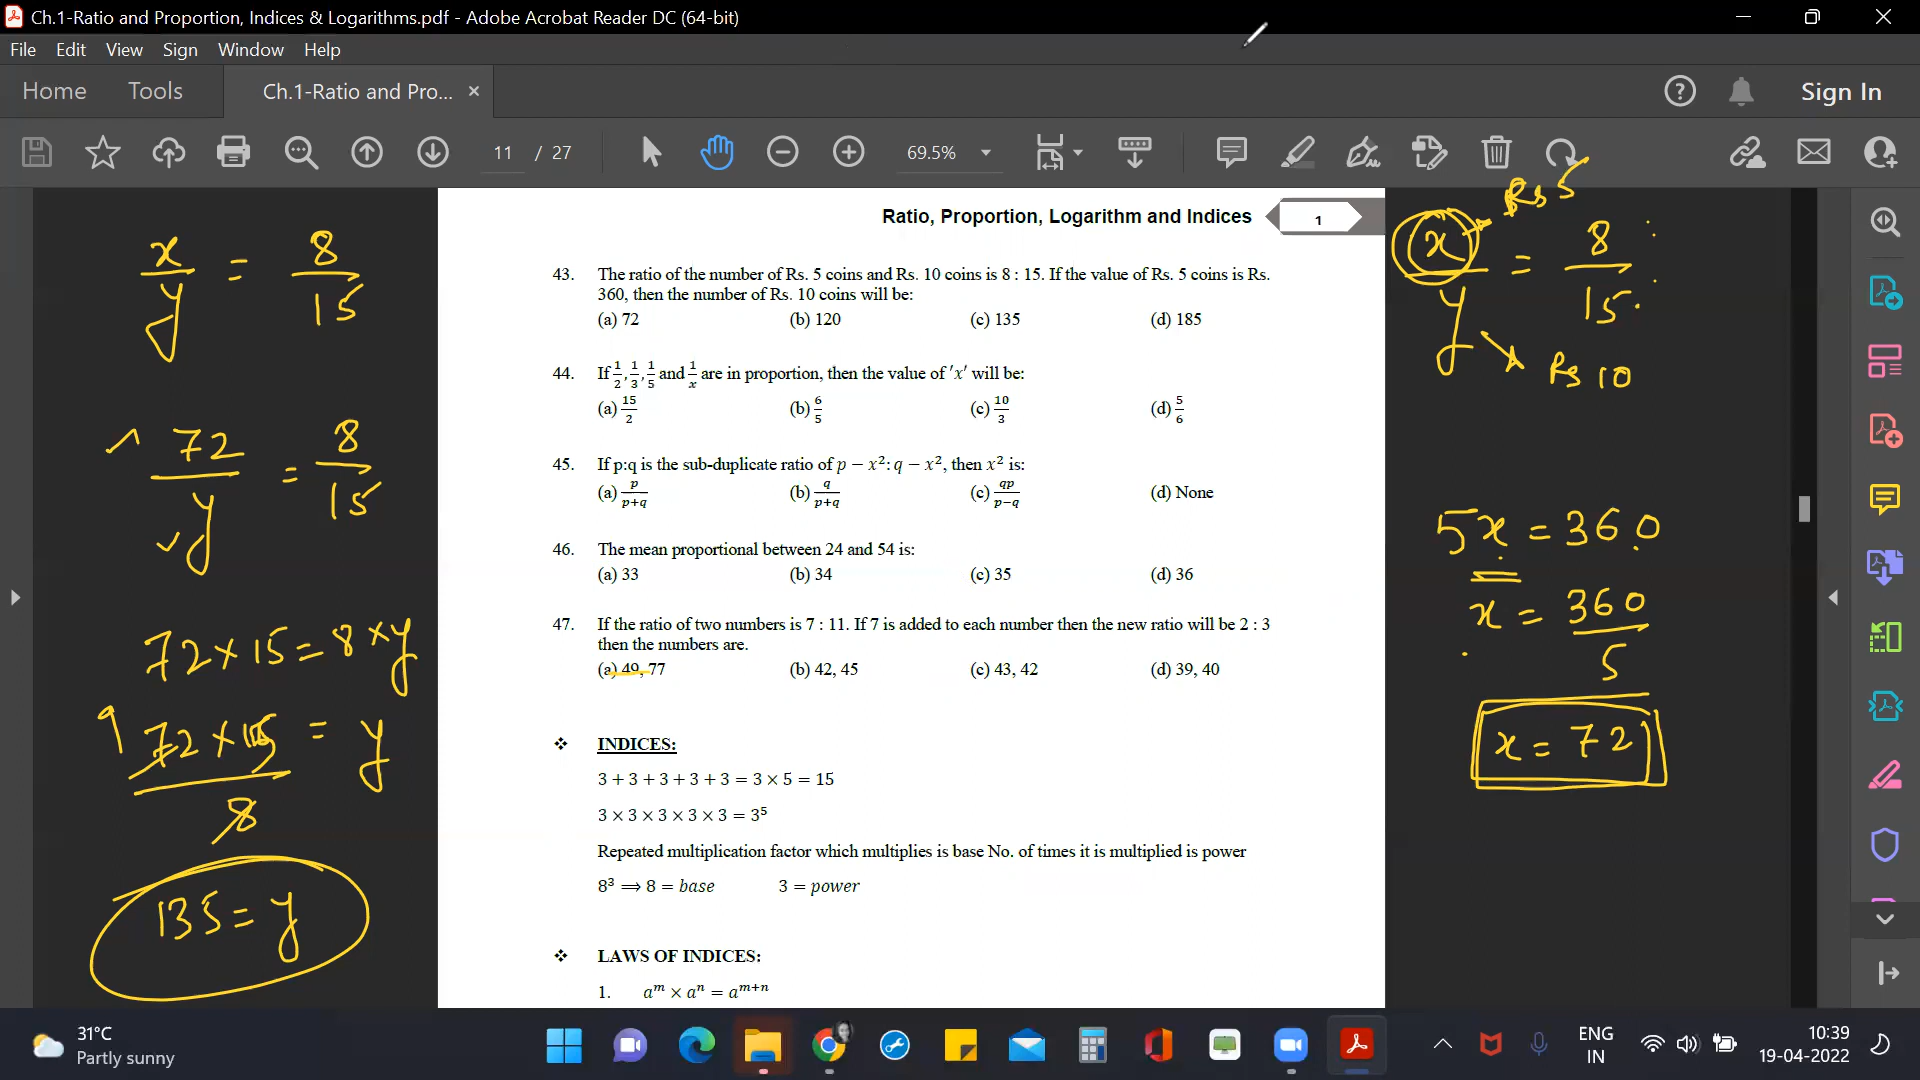 Ch.1-Ratio and Proportion, Indices & Logarithms.pdf - Adobe Acrobat Reader DC (64-bit)
File Edit View Sign Window Help
Home Tools Ch.1-Ratio and Pro... × Sign In
11 / 27 69.5%
Ratio, Proportion, Logarithm and Indices 1
43. The ratio of the number of Rs. 5 coins and Rs. 10 coins is 8 : 15. If the value of Rs. 5 coins is Rs.
360, then the number of Rs. 10 coins will be:
(a) 72 (b) 120 (c) 135 (d) 185
44. If 1/2, 1/3, 1/5 and 1/x are in proportion, then the value of 'x' will be:
(a) 15/2 (b) 6/5 (c) 10/3 (d) 5/6
45. If p:q is the sub-duplicate ratio of p − x²: q − x², then x² is:
(a) p/p+q (b) q/p+q (c) qp/p−q (d) None
46. The mean proportional between 24 and 54 is:
(a) 33 (b) 34 (c) 35 (d) 36
47. If the ratio of two numbers is 7 : 11. If 7 is added to each number then the new ratio will be 2 : 3
then the numbers are.
(a) 49, 77 (b) 42, 45 (c) 43, 42 (d) 39, 40
❖ INDICES:
3 + 3 + 3 + 3 + 3 = 3 × 5 = 15
3 × 3 × 3 × 3 × 3 = 3⁵
Repeated multiplication factor which multiplies is base No. of times it is multiplied is power
8³ ⟹ 8 = base 3 = power
❖ LAWS OF INDICES:
1. aᵐ × aⁿ = aᵐ⁺ⁿ
x/y = 8/15
72/y = 8/15
72 × 15 = 8 × y
72 × 15 / 8 = y
135 = y
Rs 5
x/y = 8/15
Rs 10
5x = 360
x = 360/5
x = 72
31°C
Partly sunny
ENG
IN
10:39
19-04-2022